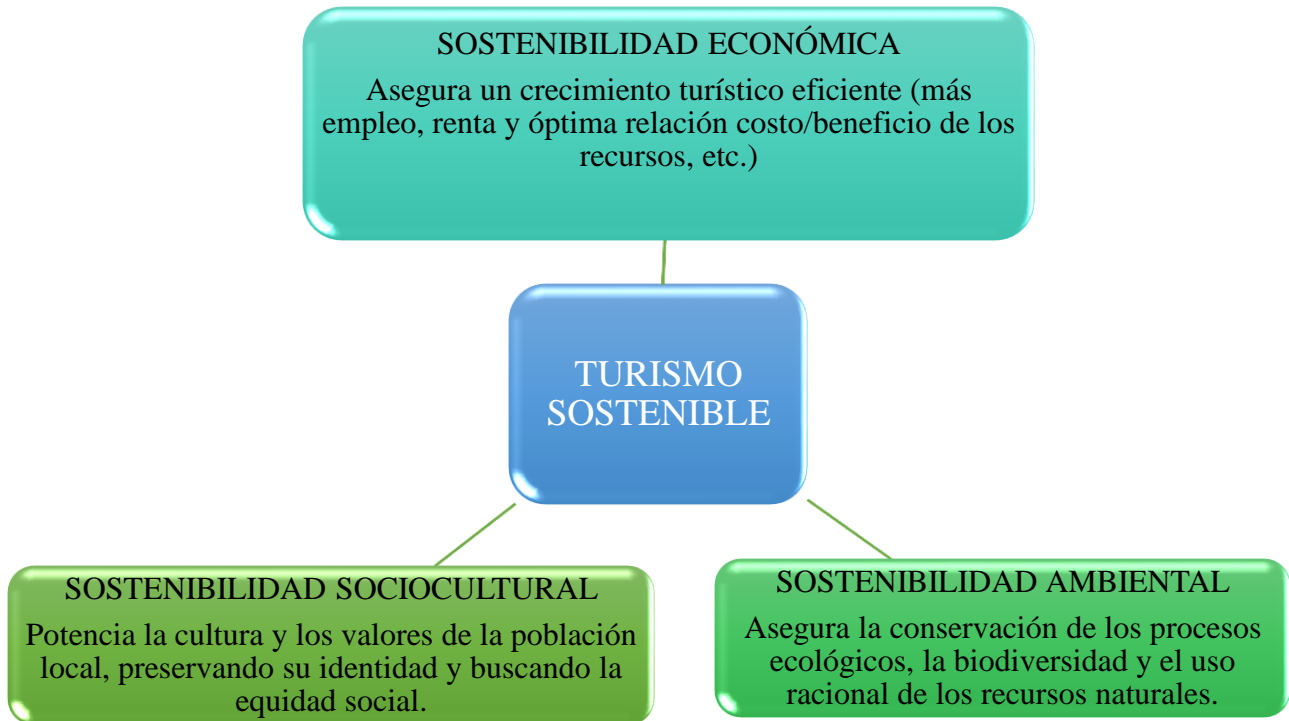 SOSTENIBILIDAD ECONÓMICA
Asegura un crecimiento turístico eficiente (más
empleo, renta y óptima relación costo/beneficio de los
recursos, etc.)
TURISMO
SOSTENIBLE
SOSTENIBILIDAD SOCIOCULTURAL
Potencia la cultura y los valores de la población
local, preservando su identidad y buscando la
equidad social.
SOSTENIBILIDAD AMBIENTAL
Asegura la conservación de los procesos
ecológicos, la biodiversidad y el uso
racional de los recursos naturales.